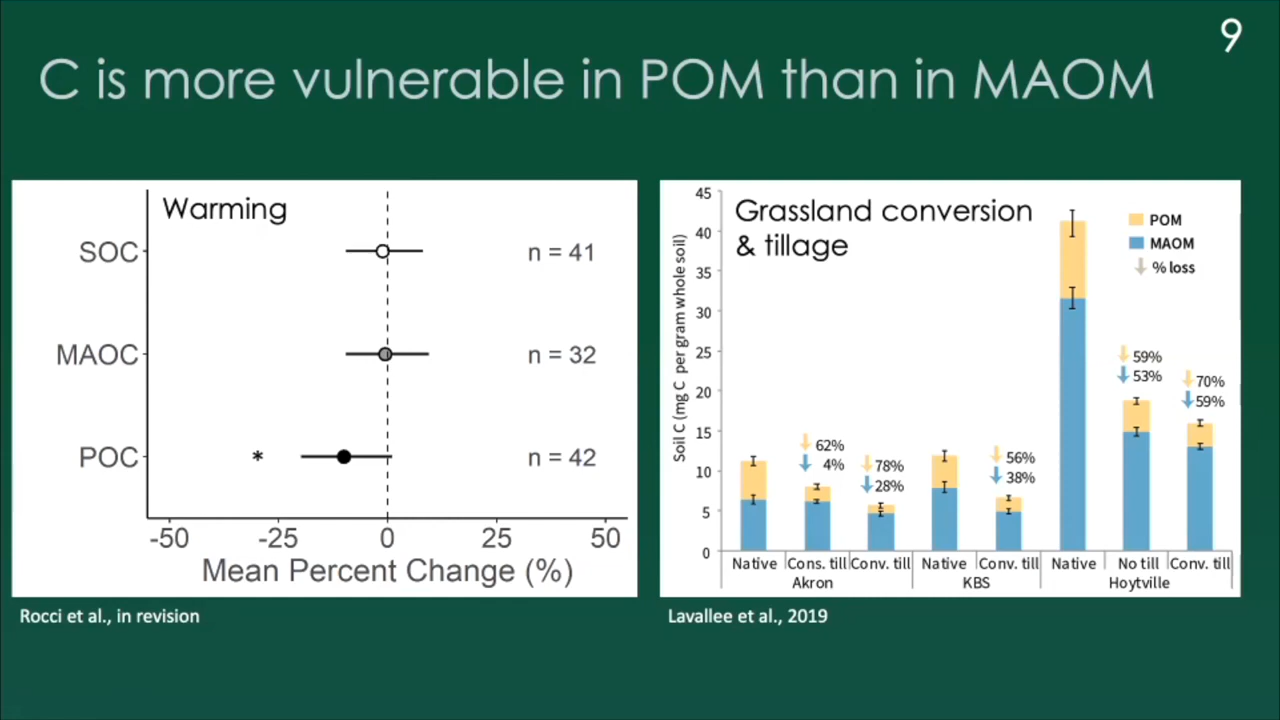 9
C is more vulnerable in POM than in MAOM
Warming
SOC
n = 41
MAOC
n = 32
POC
*
n = 42
-50 -25 0 25 50
Mean Percent Change (%)
Rocci et al., in revision
Grassland conversion
& tillage
POM
MAOM
% loss
Soil C (mg C per gram whole soil)
45
40
35
30
25
20
15
10
5
0
62%
4%
78%
28%
56%
38%
59%
53%
70%
59%
Native Cons. till Conv. till Native Conv. till Native No till Conv. till
Akron KBS Hoytville
Lavallee et al., 2019